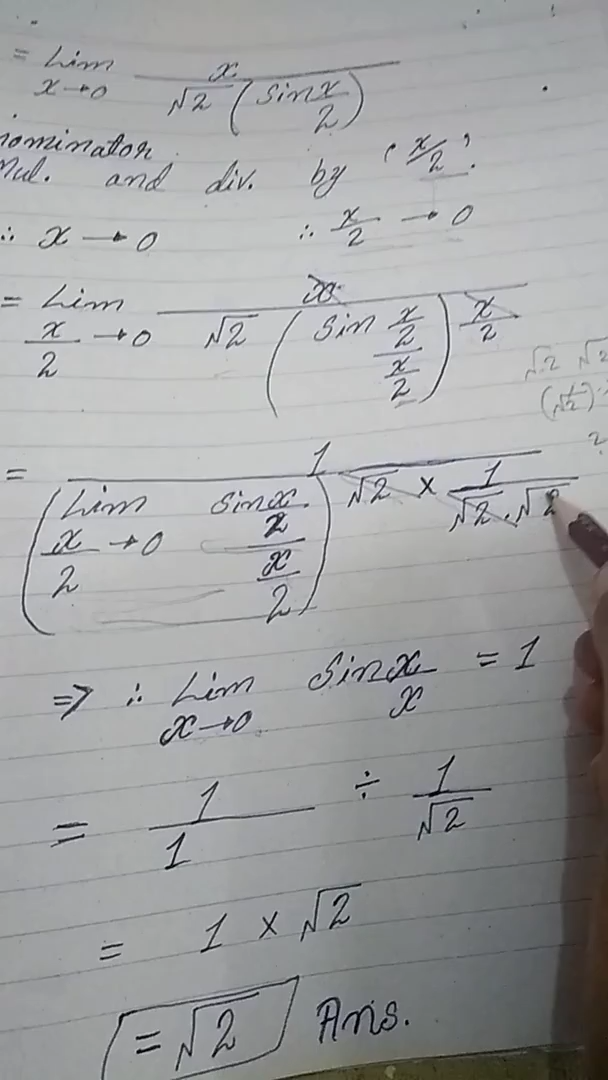 = Lim x→0 x / √2 (Sin x/2)
nominator
Mul. and div. by ‘x/2’.
∴ x → 0 ∴ x/2 → 0
= Lim x/2→0 x / √2 (Sin x/2 / x/2) x/2
√2 √2
= 1 / (Lim x/2→0 Sin x/2 / x/2) √2 × 1/√2.√2
=> ∴ Lim x→0 Sin x / x = 1
= 1/1 ÷ 1/√2
= 1 × √2
= √2 Ans.